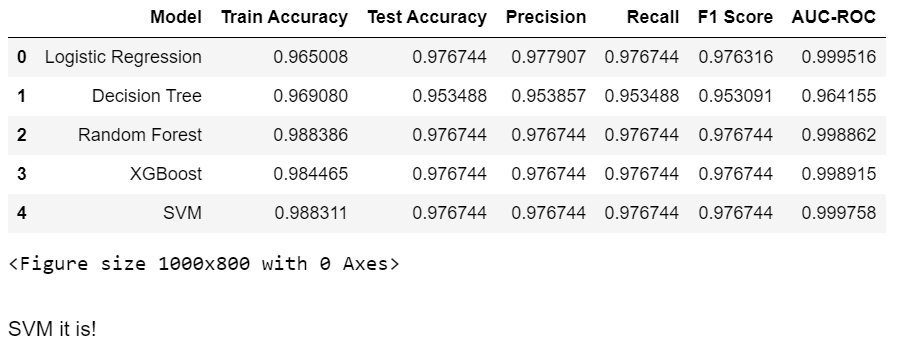 Model Train Accuracy Test Accuracy Precision Recall F1 Score AUC-ROC
0 Logistic Regression 0.965008 0.976744 0.977907 0.976744 0.976316 0.999516
1 Decision Tree 0.969080 0.953488 0.953857 0.953488 0.953091 0.964155
2 Random Forest 0.988386 0.976744 0.976744 0.976744 0.976744 0.998862
3 XGBoost 0.984465 0.976744 0.976744 0.976744 0.976744 0.998915
4 SVM 0.988311 0.976744 0.976744 0.976744 0.976744 0.999758
<Figure size 1000x800 with 0 Axes>
SVM it is!